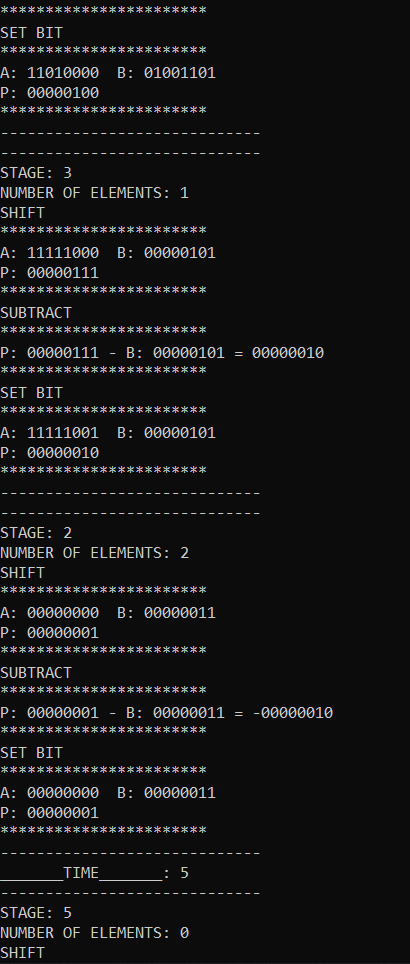 ***********************
SET BIT
***********************
A: 11010000  B: 01001101
P: 00000100
***********************
-----------------------------
-----------------------------
STAGE: 3
NUMBER OF ELEMENTS: 1
SHIFT
***********************
A: 11111000  B: 00000101
P: 00000111
***********************
SUBTRACT
***********************
P: 00000111 - B: 00000101 = 00000010
***********************
SET BIT
***********************
A: 11111001  B: 00000101
P: 00000010
***********************
-----------------------------
-----------------------------
STAGE: 2
NUMBER OF ELEMENTS: 2
SHIFT
***********************
A: 00000000  B: 00000011
P: 00000001
***********************
SUBTRACT
***********************
P: 00000001 - B: 00000011 = -00000010
***********************
SET BIT
***********************
A: 00000000  B: 00000011
P: 00000001
***********************
-----------------------------
_______TIME_______: 5
-----------------------------
STAGE: 5
NUMBER OF ELEMENTS: 0
SHIFT